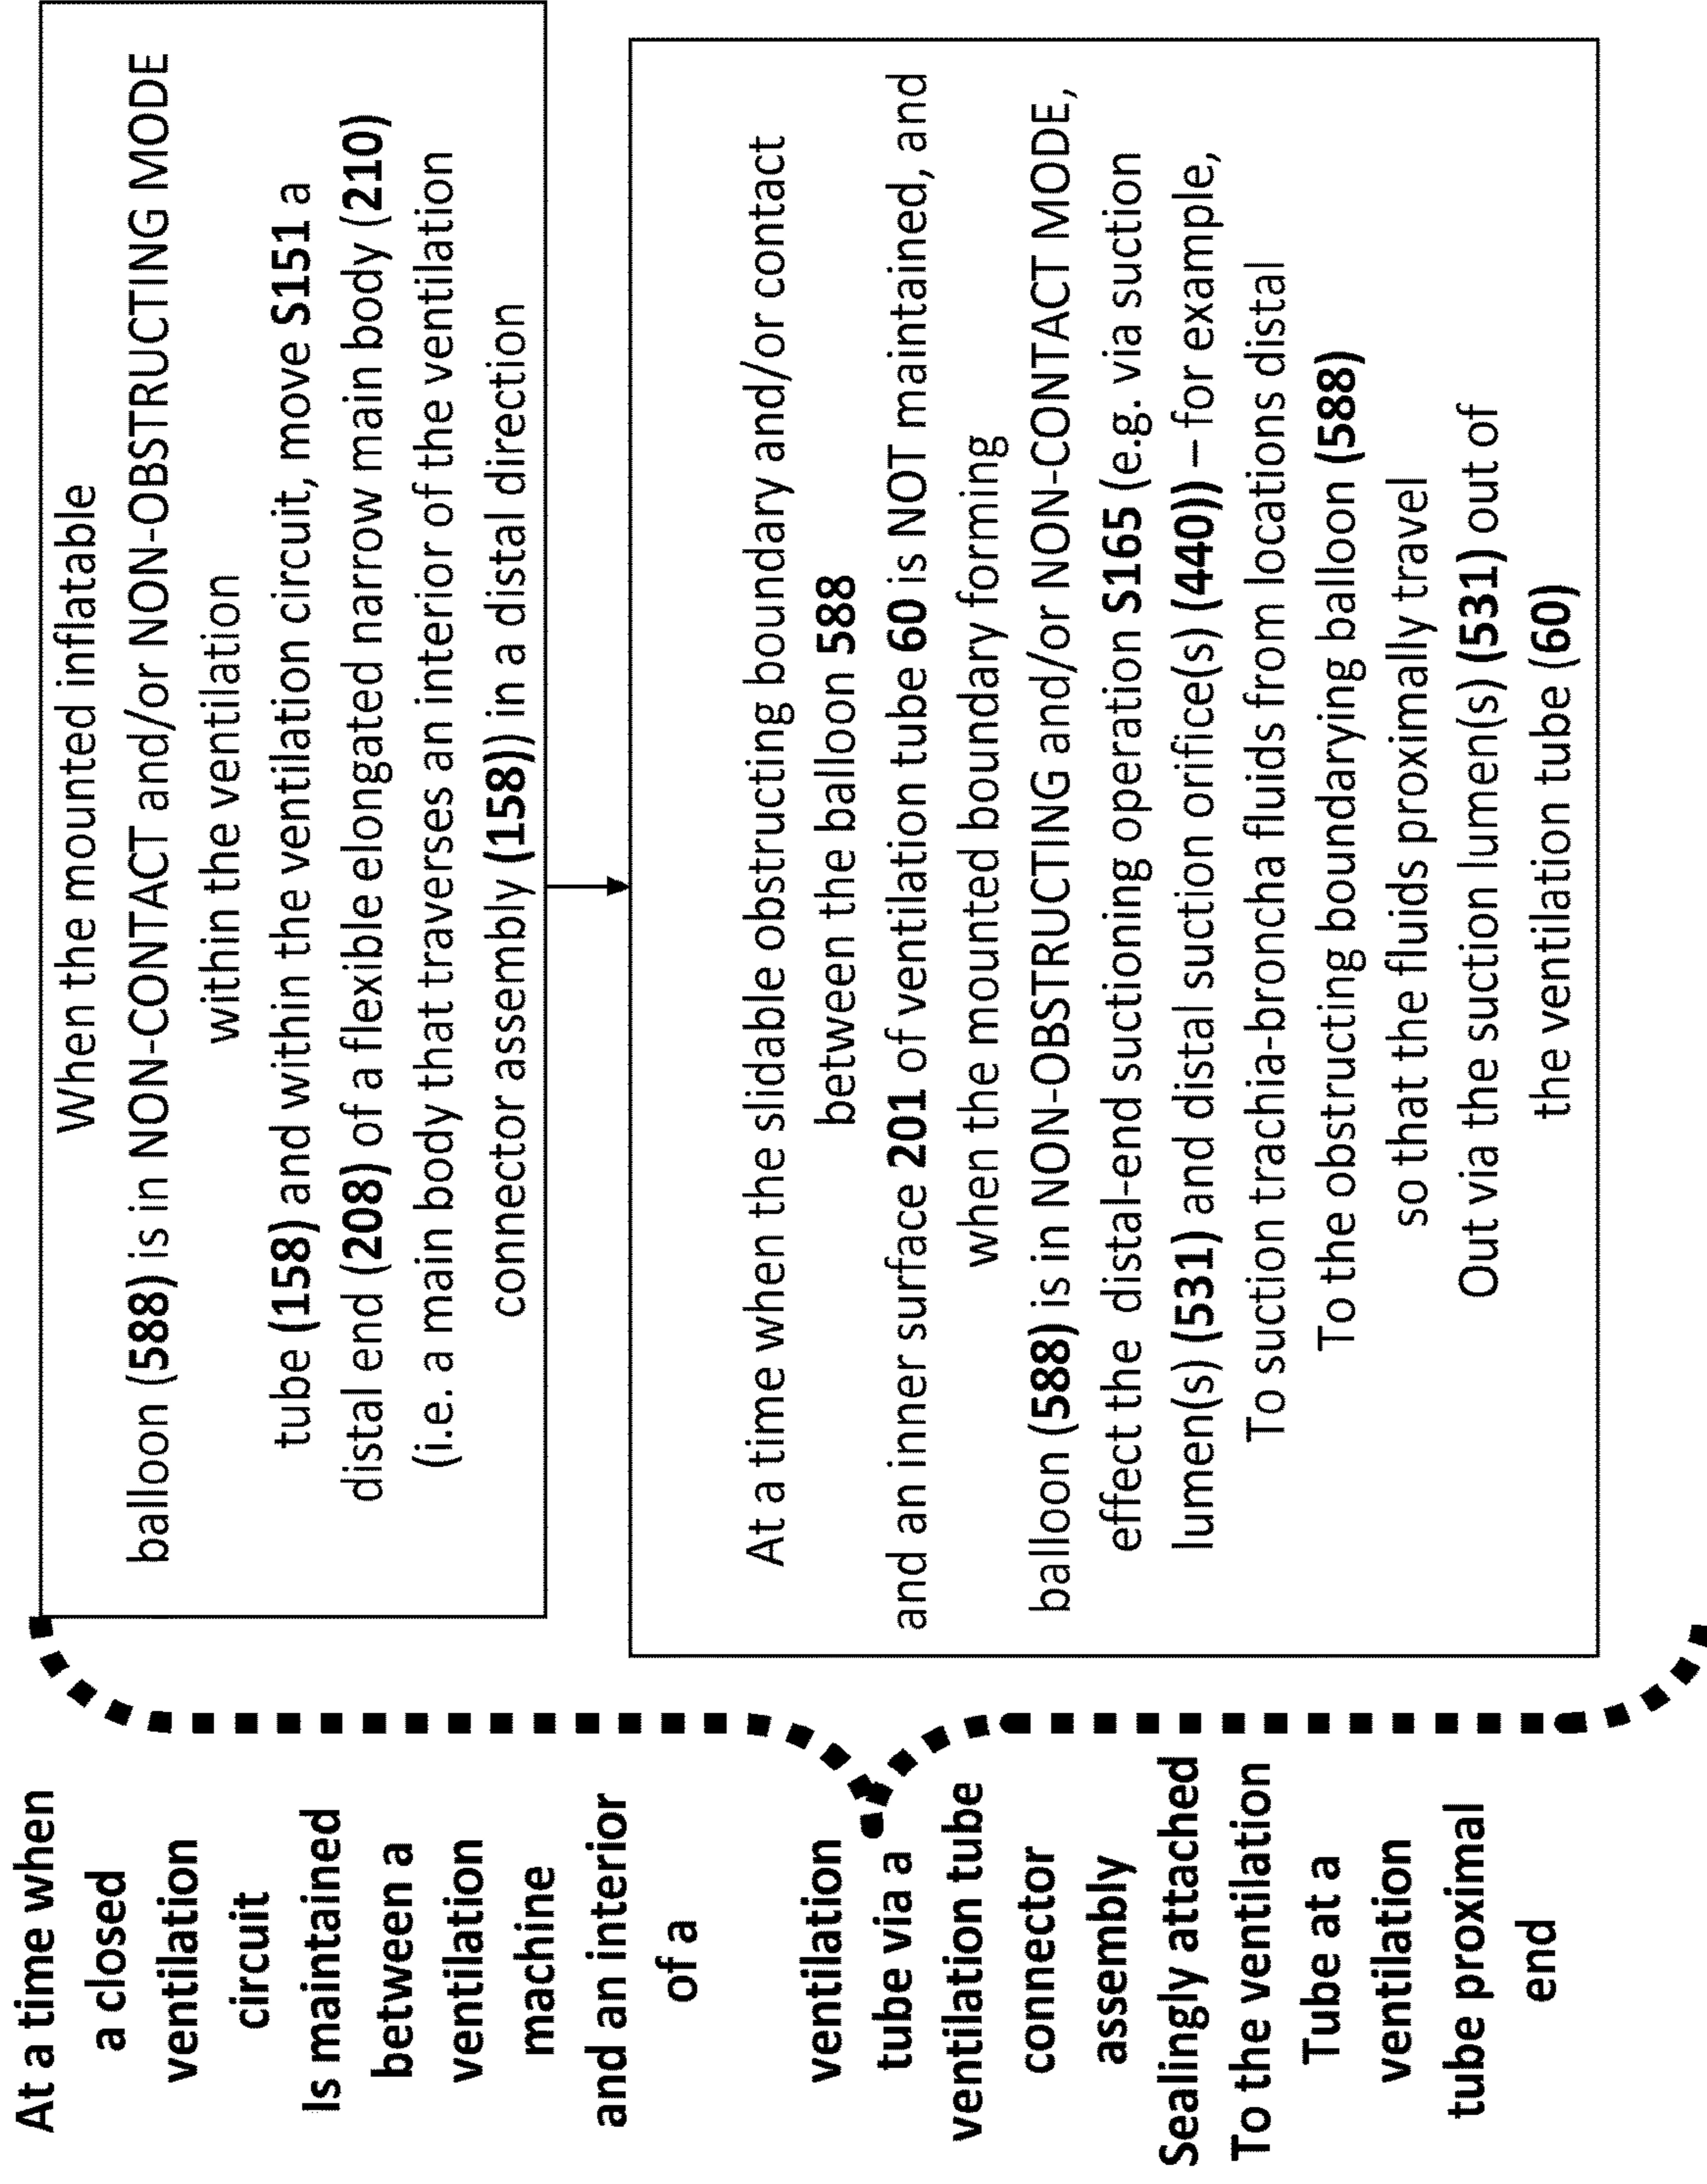 At a time when
a closed
ventilation
circuit
Is maintained
between a
ventilation
machine
and an interior
of a
ventilation
tube via a
ventilation tube
connector
assembly
Sealingly attached
To the ventilation
Tube at a
ventilation
tube proximal
end
When the mounted inflatable
balloon (588) is in NON-CONTACT and/or NON-OBSTRUCTING MODE
within the ventilation
tube (158) and within the ventilation circuit, move S151 a
distal end (208) of a flexible elongated narrow main body (210)
(i.e. a main body that traverses an interior of the ventilation
connector assembly (158)) in a distal direction
At a time when the slidable obstructing boundary and/or contact
between the balloon 588
and an inner surface 201 of ventilation tube 60 is NOT maintained, and
when the mounted boundary forming
balloon (588) is in NON-OBSTRUCTING and/or NON-CONTACT MODE,
effect the distal-end suctioning operation S165 (e.g. via suction
lumen(s) (531) and distal suction orifice(s) (440)) – for example,
To suction trachia-broncha fluids from locations distal
To the obstructing boundarying balloon (588)
so that the fluids proximally travel
Out via the suction lumen(s) (531) out of
the ventilation tube (60)